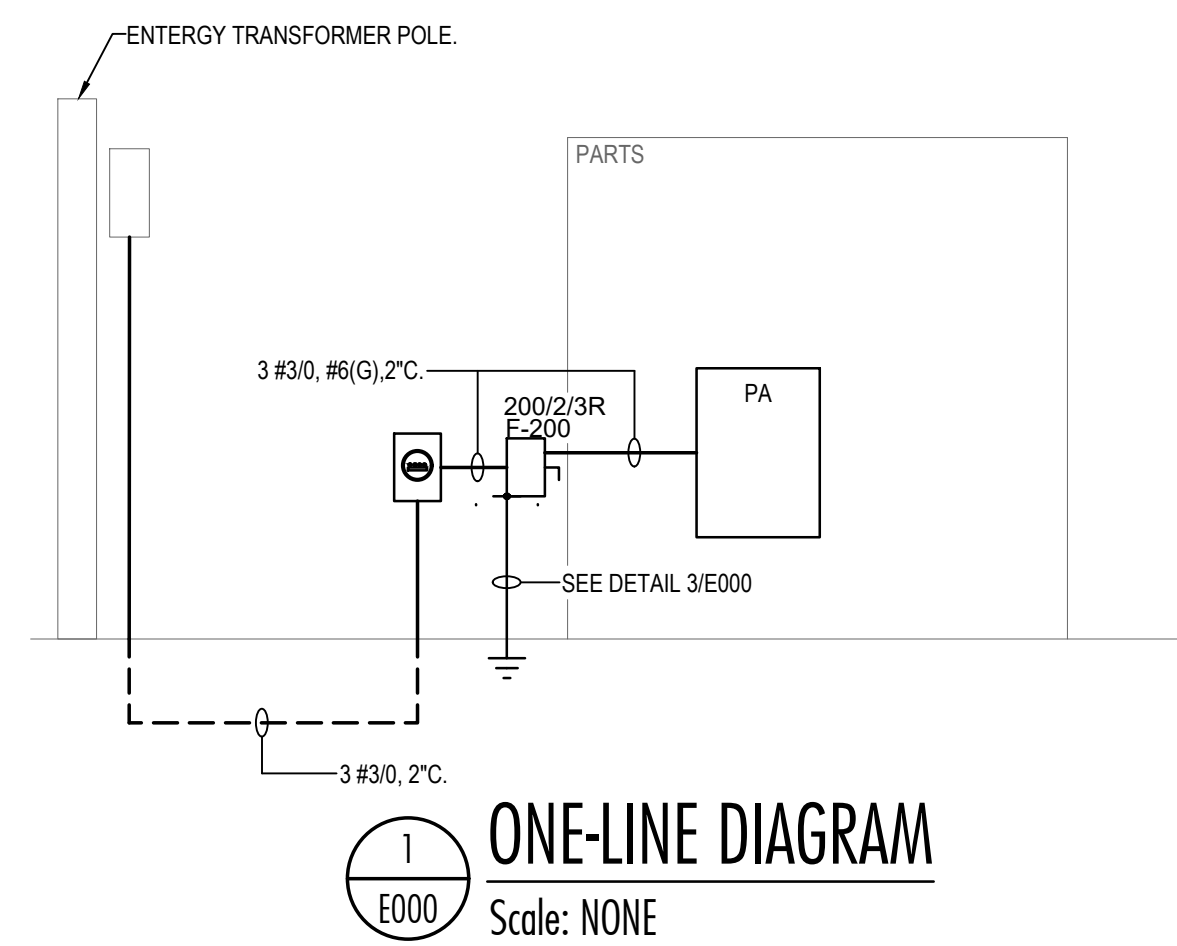 ENTERGY TRANSFORMER POLE.
PARTS
3 #3/0, #6(G),2"C.
200/2/3R
F-200
PA
SEE DETAIL 3/E000
3 #3/0, 2"C.
1
E000
ONE-LINE DIAGRAM
Scale: NONE